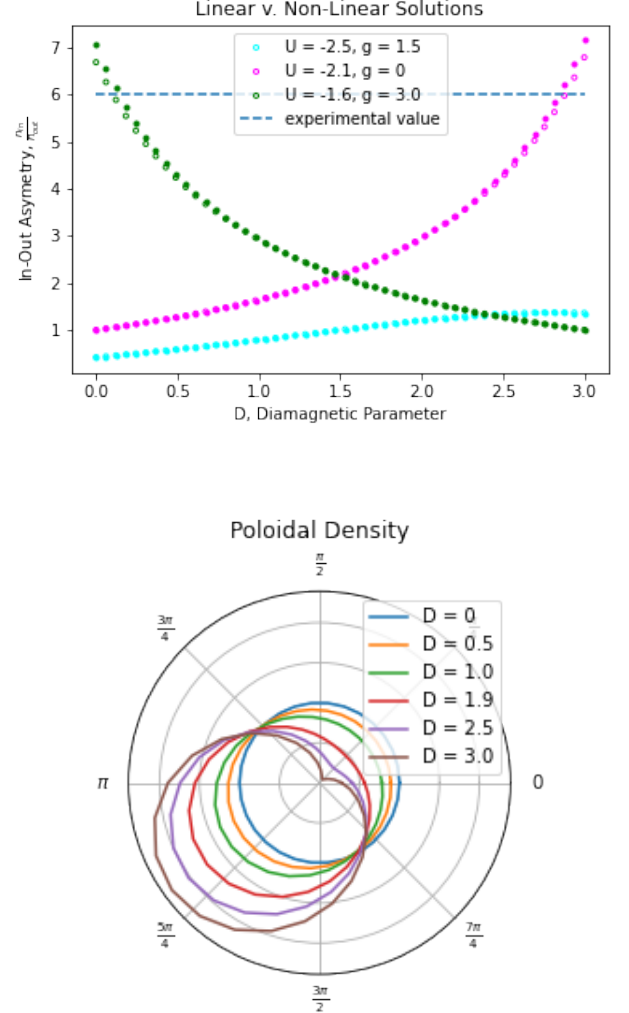 Linear v. Non-Linear Solutions
In-Out Asymetry, n_in/n_out
7
6
5
4
3
2
1
U = -2.5, g = 1.5
U = -2.1, g = 0
U = -1.6, g = 3.0
experimental value
0.0 0.5 1.0 1.5 2.0 2.5 3.0
D, Diamagnetic Parameter
Poloidal Density
π/2
3π/4
π
5π/4
3π/2
7π/4
0
D = 0
D = 0.5
D = 1.0
D = 1.9
D = 2.5
D = 3.0